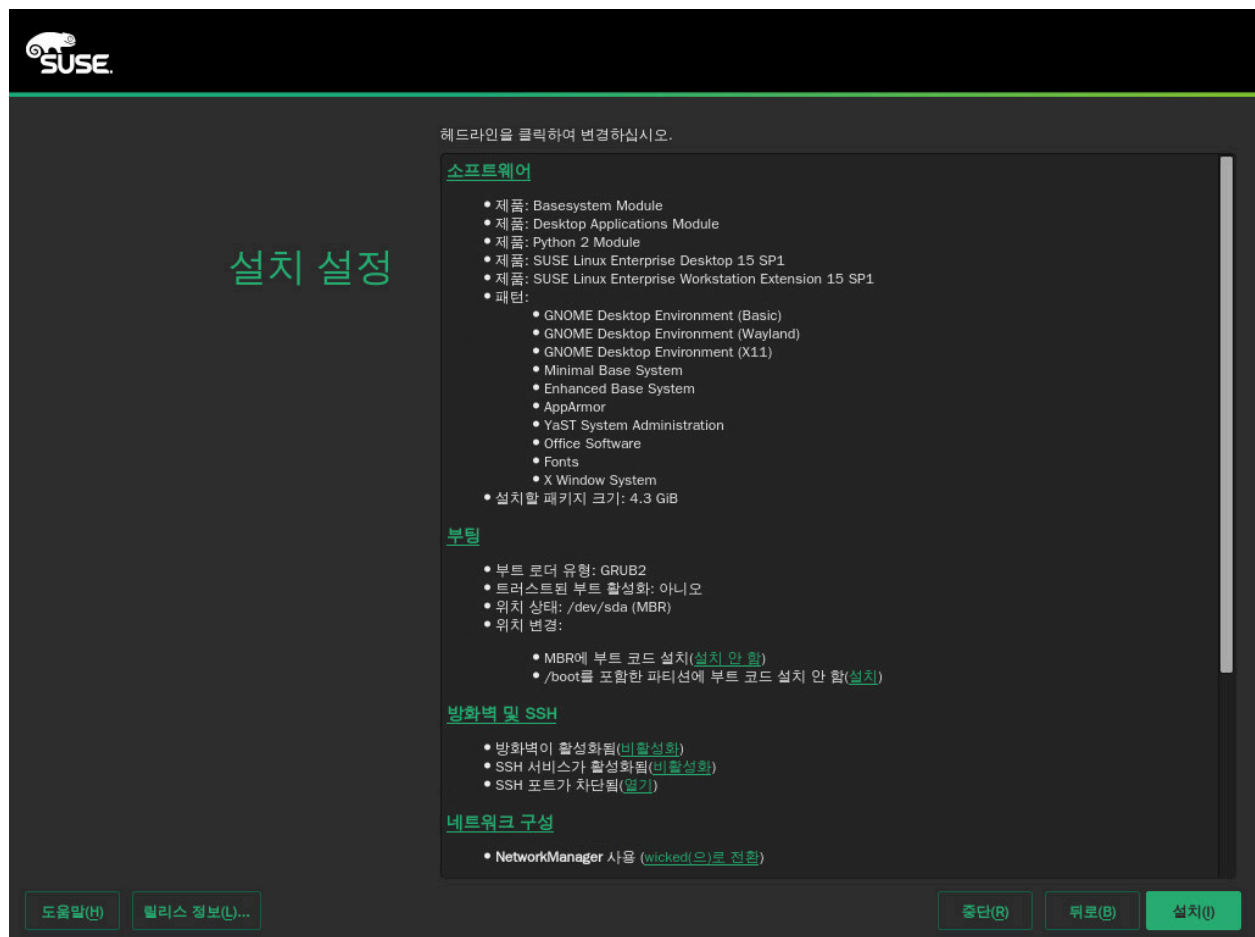 SUSE.
헤드라인을 클릭하여 변경하십시오.
설치 설정
소프트웨어
• 제품: Basesystem Module
• 제품: Desktop Applications Module
• 제품: Python 2 Module
• 제품: SUSE Linux Enterprise Desktop 15 SP1
• 제품: SUSE Linux Enterprise Workstation Extension 15 SP1
• 패턴:
• GNOME Desktop Environment (Basic)
• GNOME Desktop Environment (Wayland)
• GNOME Desktop Environment (X11)
• Minimal Base System
• Enhanced Base System
• AppArmor
• YaST System Administration
• Office Software
• Fonts
• X Window System
• 설치할 패키지 크기: 4.3 GiB
부팅
• 부트 로더 유형: GRUB2
• 트러스트된 부트 활성화: 아니오
• 위치 상태: /dev/sda (MBR)
• 위치 변경:
• MBR에 부트 코드 설치(설치 안 함)
• /boot를 포함한 파티션에 부트 코드 설치 안 함(설치)
방화벽 및 SSH
• 방화벽이 활성화됨(비활성화)
• SSH 서비스가 활성화됨(비활성화)
• SSH 포트가 차단됨(열기)
네트워크 구성
• NetworkManager 사용 (wicked(으)로 전환)
도움말(H) 릴리스 정보(L)... 중단(R) 뒤로(B) 설치(I)